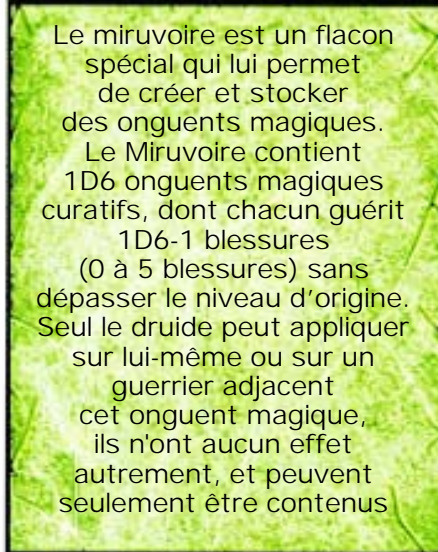 Le miruvoire est un flacon
spécial qui lui permet
de créer et stocker
des onguents magiques.
Le Miruvoire contient
1D6 onguents magiques
curatifs, dont chacun guérit
1D6-1 blessures
(0 à 5 blessures) sans
dépasser le niveau d’origine.
Seul le druide peut appliquer
sur lui-même ou sur un
guerrier adjacent
cet onguent magique,
ils n'ont aucun effet
autrement, et peuvent
seulement être contenus